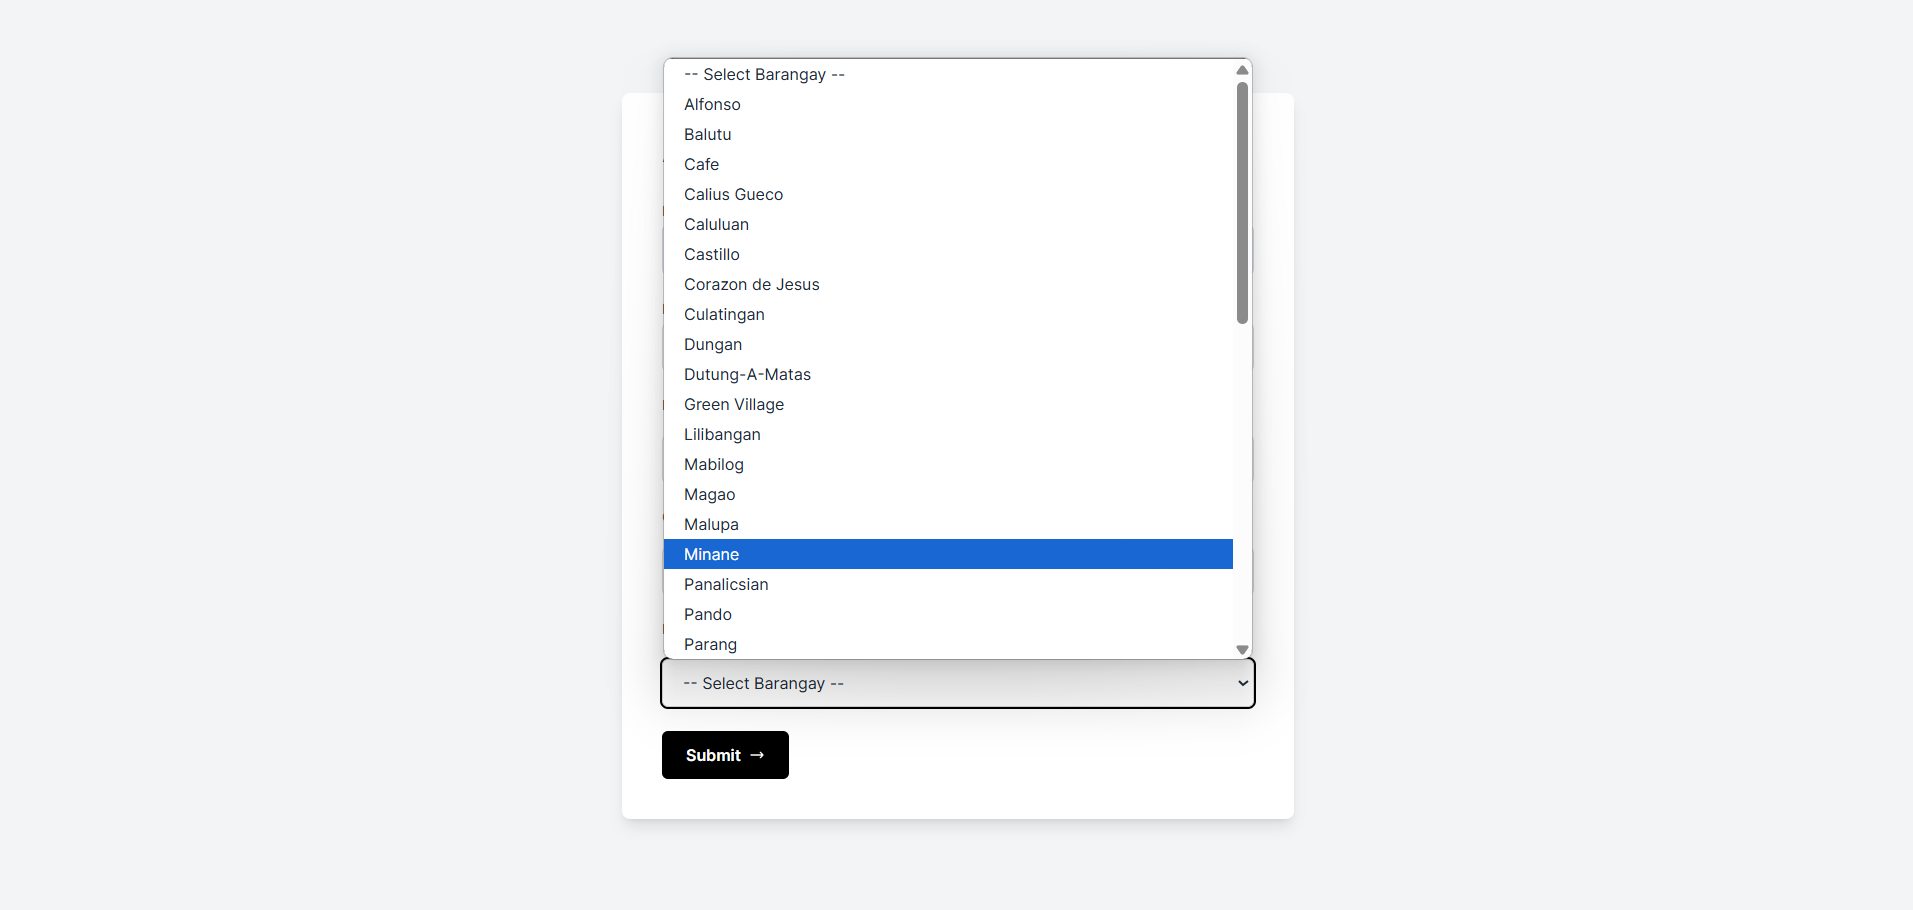 -- Select Barangay --
Alfonso
Balutu
Cafe
Calius Gueco
Caluluan
Castillo
Corazon de Jesus
Culatingan
Dungan
Dutung-A-Matas
Green Village
Lilibangan
Mabilog
Magao
Malupa
Minane
Panalicsian
Pando
Parang
-- Select Barangay --
Submit →